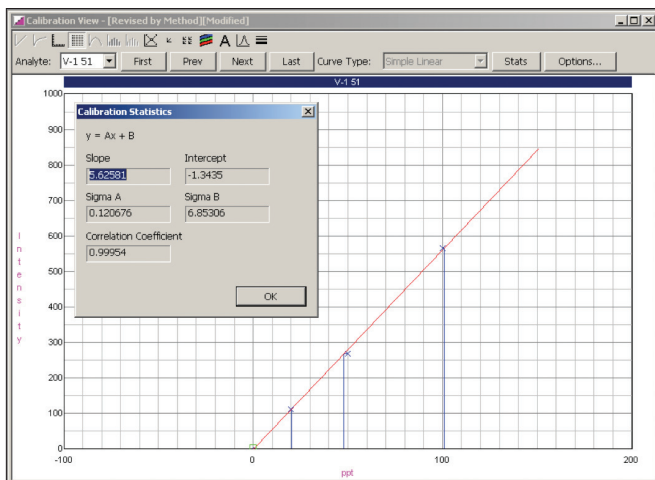 Calibration View - [Revised by Method][Modified]
A
Analyte: V-1 51 First Prev Next Last Curve Type: Simple Linear Stats Options...
V-1 51
Calibration Statistics
y = Ax + B
Slope Intercept
5.62581 -1.3435
Sigma A Sigma B
0.120676 6.85306
Correlation Coefficient
0.99954
OK
1000
900
800
700
600
500
400
300
200
100
0
Intensity
-100 0 100 200
ppt